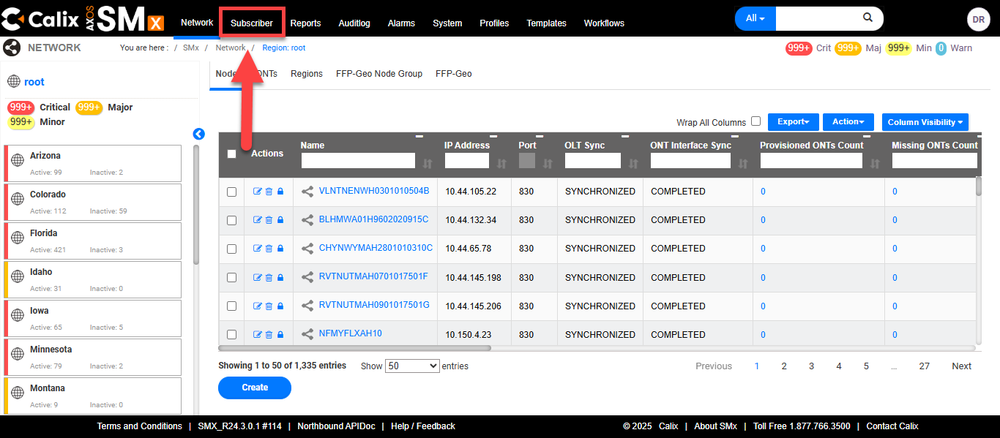 Calix AXOS SMx
Network Subscriber Reports Auditlog Alarms System Profiles Templates Workflows
All
DR
NETWORK
You are here : / SMx / Network / Region: root
999+ Crit 999+ Maj 999+ Min 0 Warn
root
999+ Critical 999+ Major
999+ Minor
Arizona
Active: 99 Inactive: 2
Colorado
Active: 112 Inactive: 59
Florida
Active: 421 Inactive: 3
Idaho
Active: 31 Inactive: 0
Iowa
Active: 65 Inactive: 5
Minnesota
Active: 79 Inactive: 2
Montana
Active: 9 Inactive: 0
Regions FFP-Geo Node Group FFP-Geo
Wrap All Columns Export Action Column Visibility
Actions Name IP Address Port OLT Sync ONT Interface Sync Provisioned ONTs Count Missing ONTs Count
VLNTNENWH0301010504B 10.44.105.22 830 SYNCHRONIZED COMPLETED 0 0
BLHMWA01H9602020915C 10.44.132.34 830 SYNCHRONIZED COMPLETED 0 0
CHYNWYMAH2801010310C 10.44.65.78 830 SYNCHRONIZED COMPLETED 0 0
RVTNUTMAH0701017501F 10.44.145.198 830 SYNCHRONIZED COMPLETED 0 0
RVTNUTMAH0901017501G 10.44.145.206 830 SYNCHRONIZED COMPLETED 0 0
NFMYFLXAH10 10.150.4.23 830 SYNCHRONIZED COMPLETED 0 0
Showing 1 to 50 of 1,335 entries Show 50 entries
Previous 1 2 3 4 5 ... 27 Next
Create
Terms and Conditions | SMX_R24.3.0.1 #114 | Northbound APIDoc | Help / Feedback
© 2025 Calix | About SMx | Toll Free 1.877.766.3500 | Contact Calix